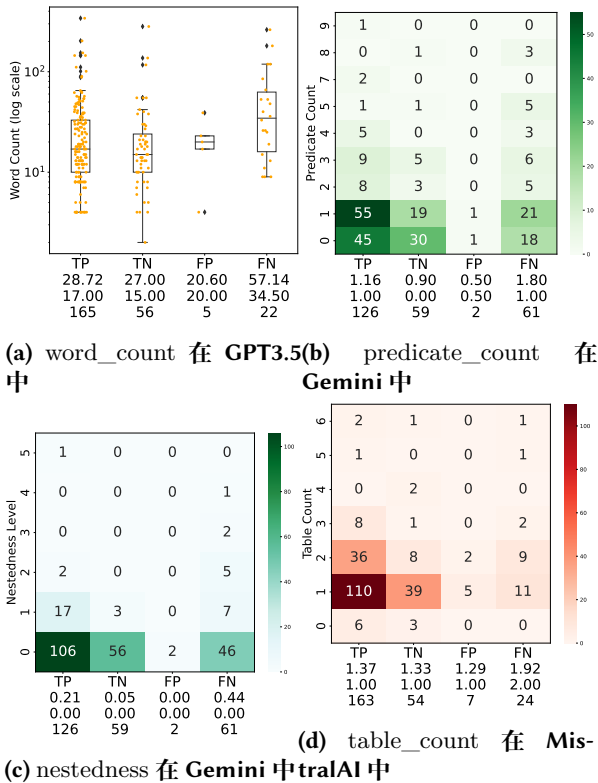 Word Count (log scale)
10²
10¹
TP TN FP FN
28.72 27.00 20.60 57.14
17.00 15.00 20.00 34.50
165 56 5 22
(a) word_count 在 GPT3.5
中
Predicate Count
9 1 0 0 0
8 0 1 0 3
7 2 0 0 0
5 1 1 0 5
4 5 0 0 3
3 9 5 0 6
2 8 3 0 5
1 55 19 1 21
0 45 30 1 18
TP TN FP FN
1.16 0.90 0.50 1.80
1.00 0.00 0.50 1.00
126 59 2 61
50
40
30
20
10
0
(b) predicate_count 在
Gemini 中
Nestedness Level
5 1 0 0 0
4 0 0 0 1
3 0 0 0 2
2 2 0 0 5
1 17 3 0 7
0 106 56 2 46
TP TN FP FN
0.21 0.05 0.00 0.44
0.00 0.00 0.00 0.00
126 59 2 61
100
80
60
40
20
0
(c) nestedness 在 Gemini 中
Table Count
6 2 1 0 1
5 1 0 0 1
4 0 2 0 0
3 8 1 0 2
2 36 8 2 9
1 110 39 5 11
0 6 3 0 0
TP TN FP FN
1.37 1.33 1.29 1.92
1.00 1.00 1.00 2.00
163 54 7 24
100
80
60
40
20
0
(d) table_count 在 Mis-
tralAI 中